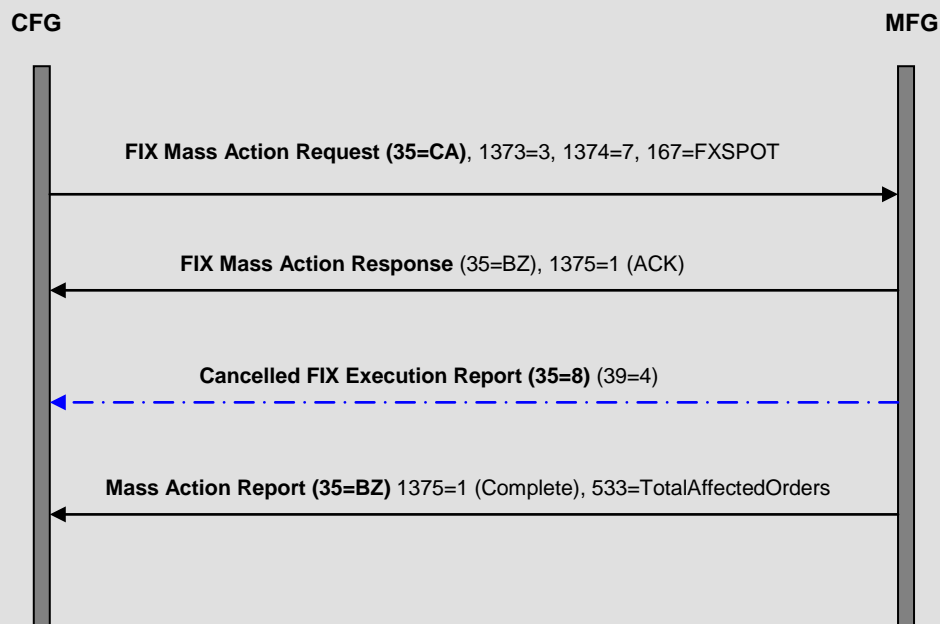 CFG MFG
FIX Mass Action Request (35=CA), 1373=3, 1374=7, 167=FXSPOT
FIX Mass Action Response (35=BZ), 1375=1 (ACK)
Cancelled FIX Execution Report (35=8) (39=4)
Mass Action Report (35=BZ) 1375=1 (Complete), 533=TotalAffectedOrders